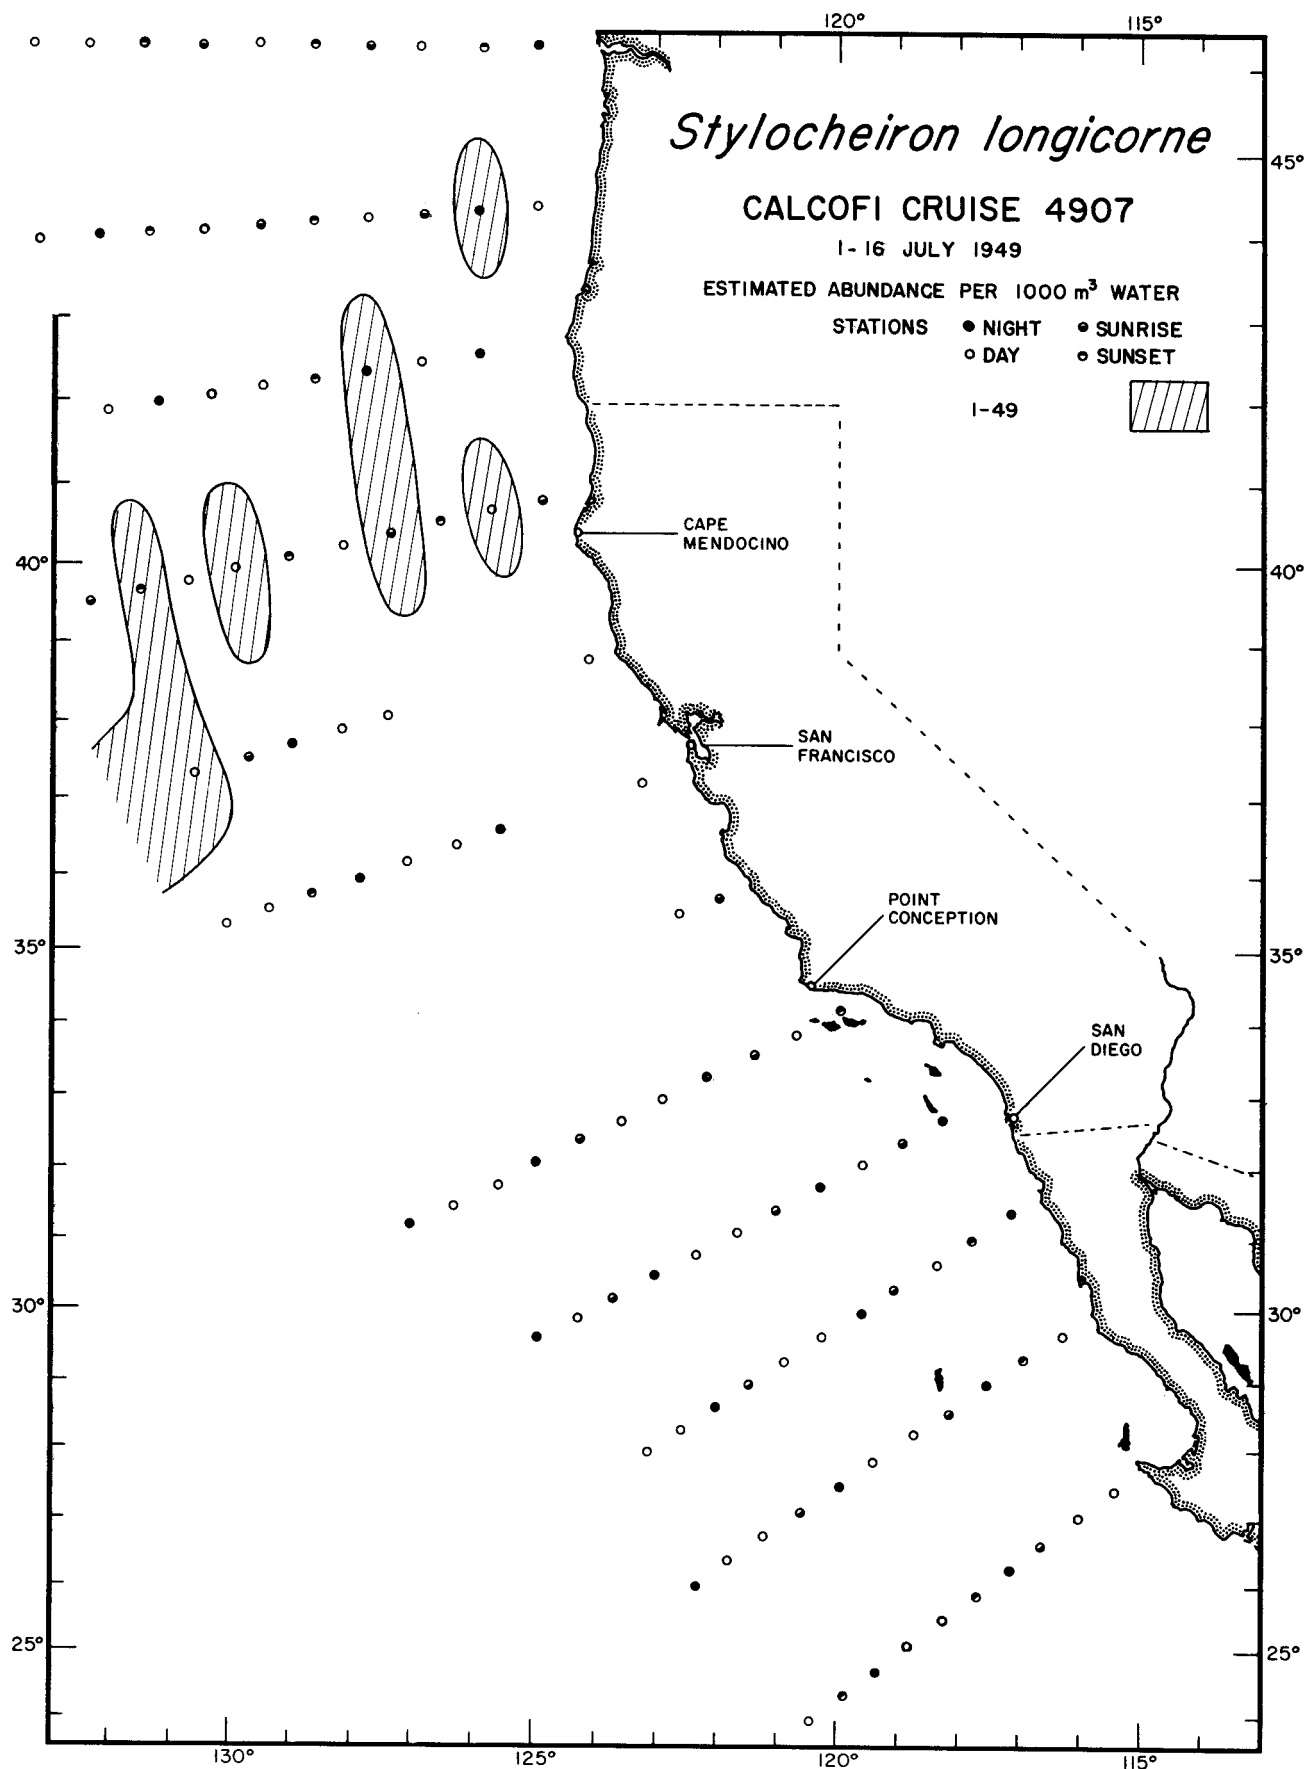 120° 115°
Stylocheiron longicorne
45°
CALCOFI CRUISE 4907
1-16 JULY 1949
ESTIMATED ABUNDANCE PER 1000 m³ WATER
STATIONS ● NIGHT ◒ SUNRISE
○ DAY ◓ SUNSET
1-49
CAPE
MENDOCINO
40° 40°
SAN
FRANCISCO
POINT
CONCEPTION
35° 35°
SAN
DIEGO
30° 30°
25° 25°
130° 125° 120° 115°